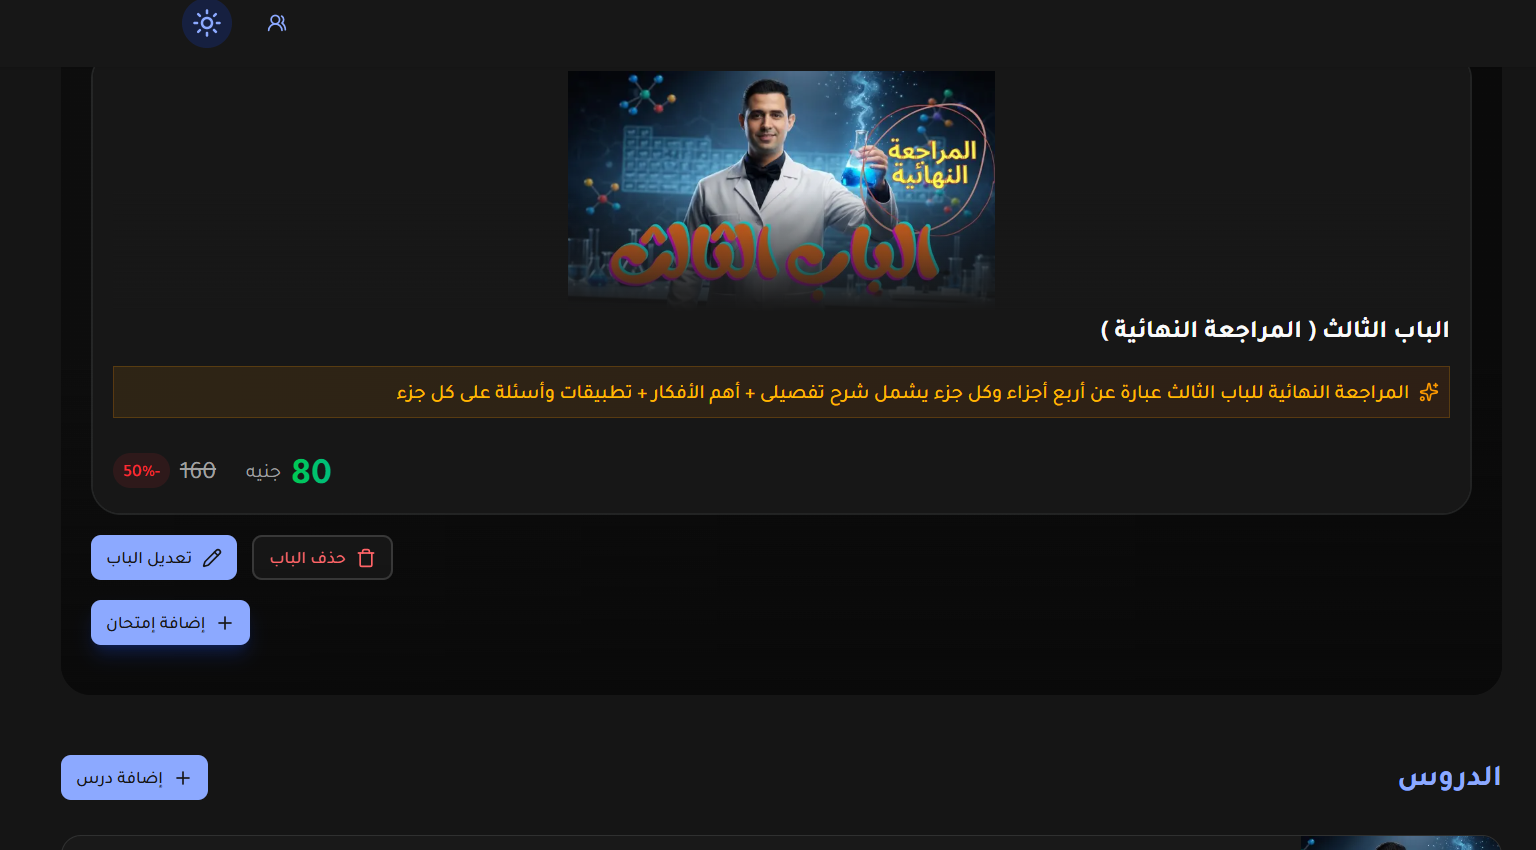 المراجعة
النهائية
الباب الثالث
الباب الثالث ( المراجعة النهائية )
المراجعة النهائية للباب الثالث عبارة عن أربع أجزاء وكل جزء يشمل شرح تفصيلى + أهم الأفكار + تطبيقات وأسئلة على كل جزء
80 جنيه 160 -50%
حذف الباب
تعديل الباب
إضافة إمتحان
الدروس
إضافة درس